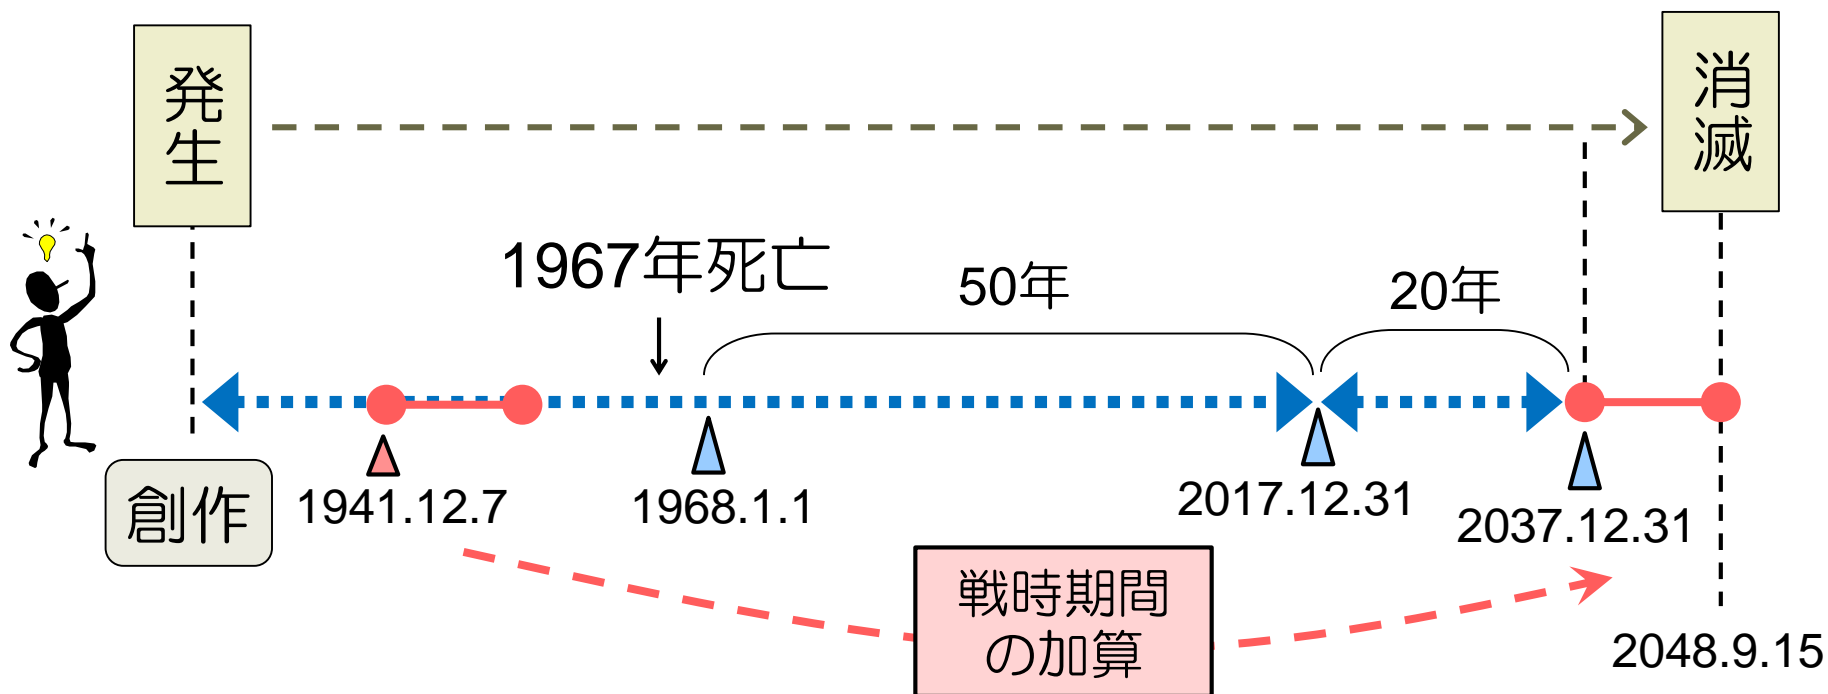 発生
消滅
1967年死亡
50年
20年
創作
1941.12.7
1968.1.1
2017.12.31
2037.12.31
戦時期間
の加算
2048.9.15